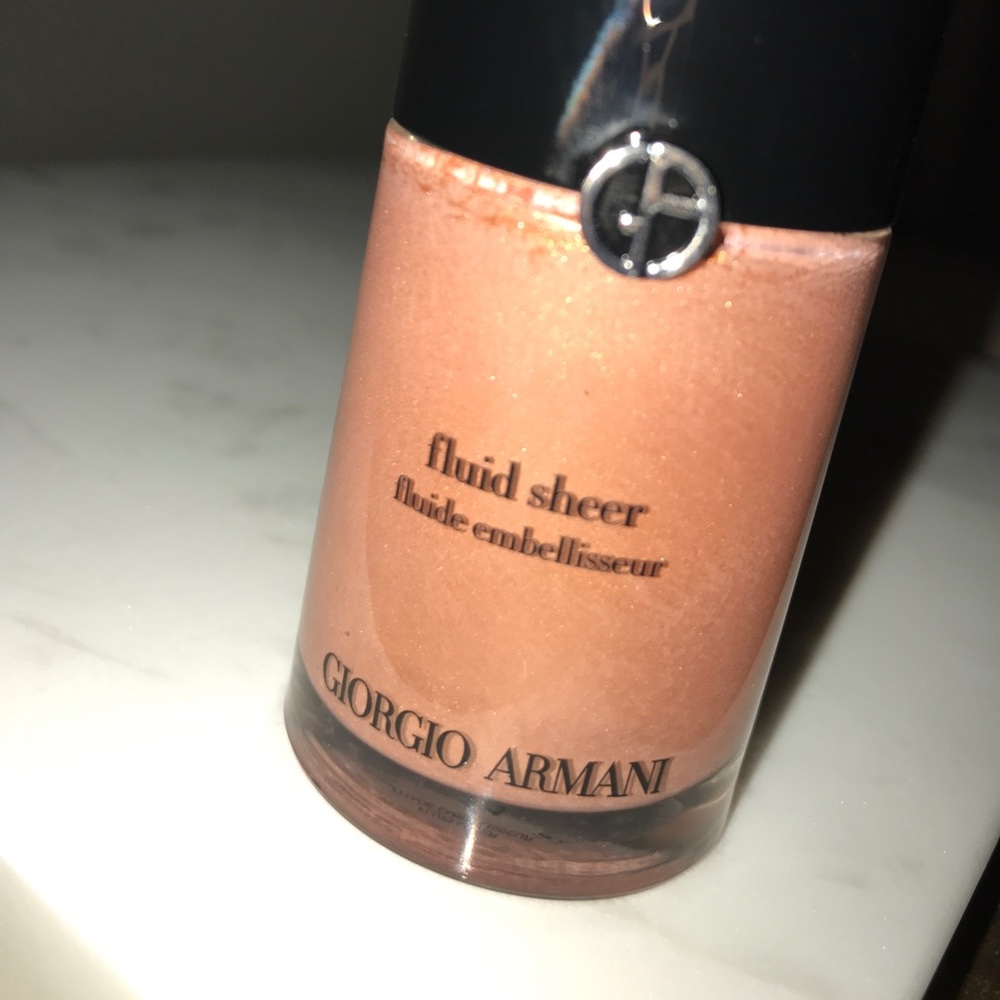 fluid sheer
fluide embellisseur
GIORGIO ARMANI